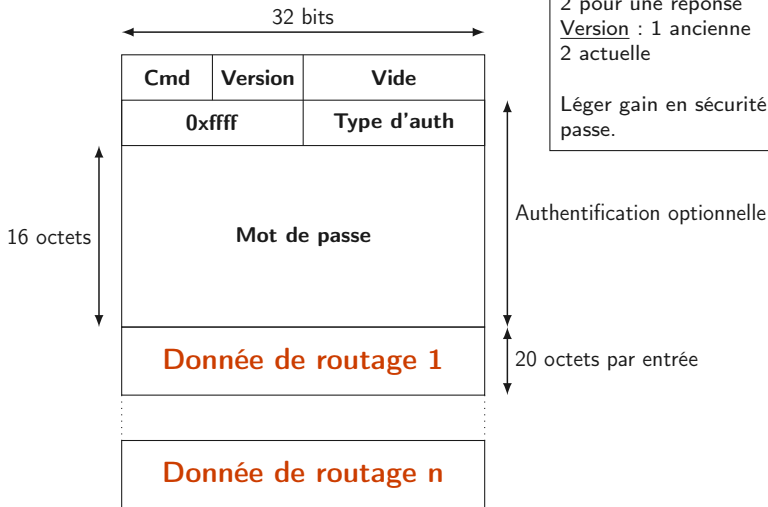 2 pour une réponse
Version : 1 ancienne
2 actuelle
Léger gain en sécurité
passe.
32 bits
Cmd Version Vide
0xffff Type d'auth
16 octets
Mot de passe
Authentification optionnelle
Donnée de routage 1
20 octets par entrée
Donnée de routage n